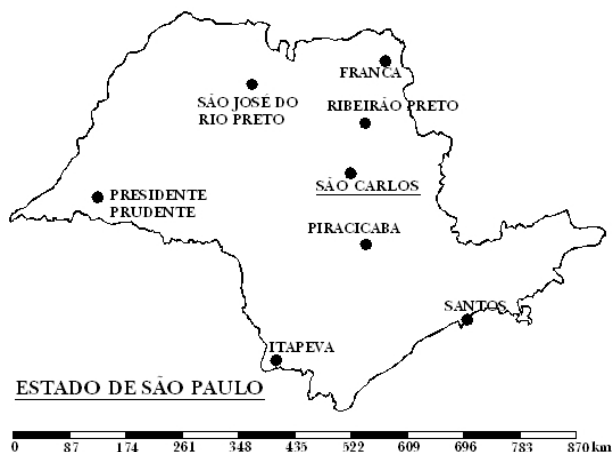 FRANCA
SÃO JOSÉ DO
RIO PRETO
RIBEIRÃO PRETO
SÃO CARLOS
PRESIDENTE
PRUDENTE
PIRACICABA
SANTOS
ITAPEVA
ESTADO DE SÃO PAULO
0 87 174 261 348 435 522 609 696 783 870 km